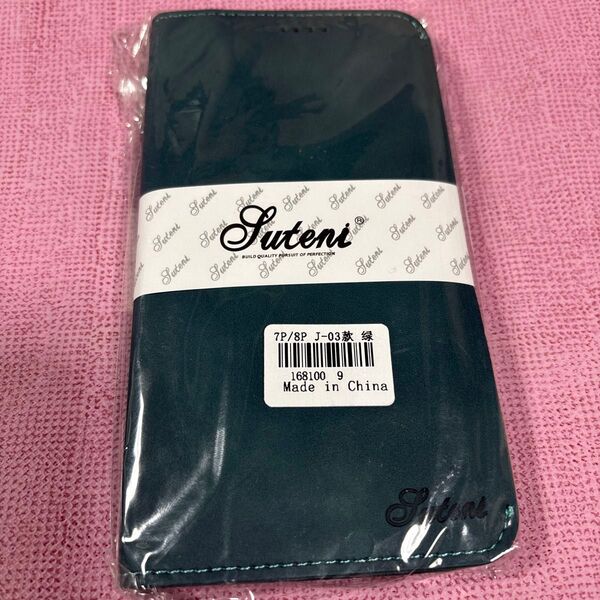 Suteni®
BUILD QUALITY PURSUIT OF PERFECTION
7P/8P J-03款 绿
168100 9
Made in China
Suteni